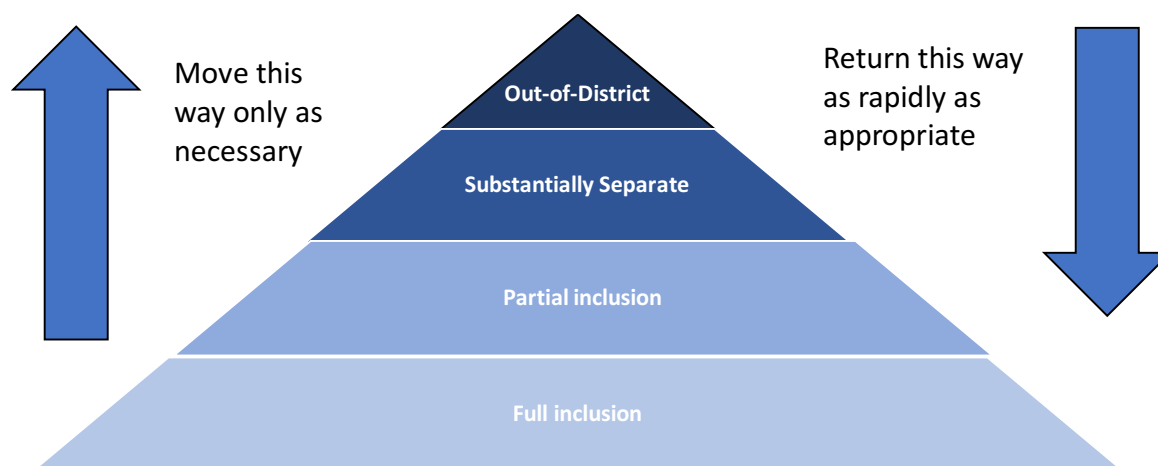 Move this
way only as
necessary
Out-of-District
Return this way
as rapidly as
appropriate
Substantially Separate
Partial inclusion
Full inclusion